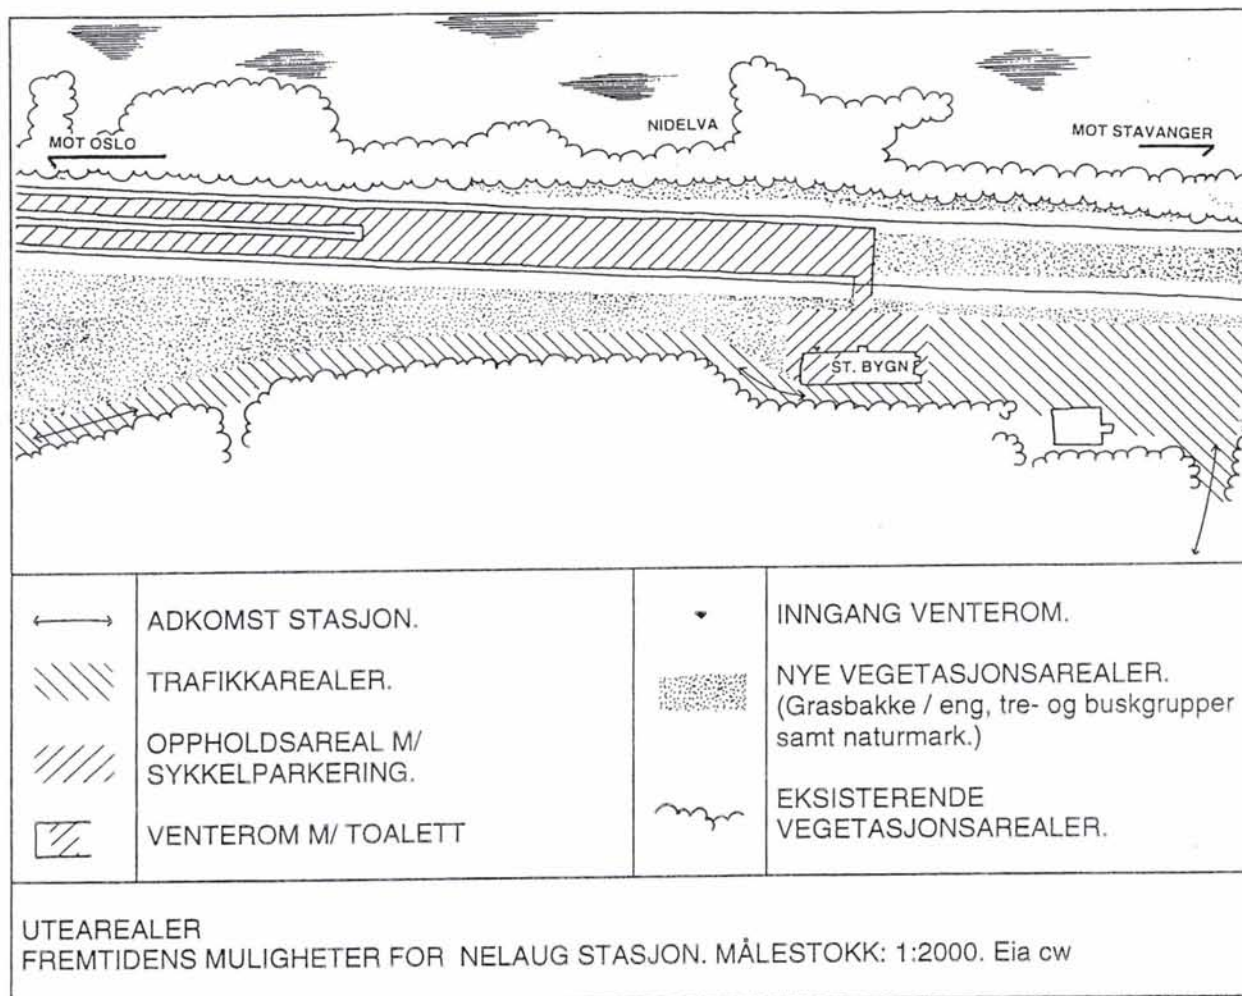 NIDELVA
MOT OSLO
MOT STAVANGER
ST. BYGN
ADKOMST STASJON.
TRAFIKKAREALER.
OPPHOLDSAREAL M/
SYKKELPARKERING.
VENTEROM M/ TOALETT
INNGANG VENTEROM.
NYE VEGETASJONSAREALER.
(Grasbakke / eng, tre- og buskgrupper
samt naturmark.)
EKSISTERENDE
VEGETASJONSAREALER.
UTEAREALER
FREMTIDENS MULIGHETER FOR NELAUG STASJON. MÅLESTOKK: 1:2000. Eia cw